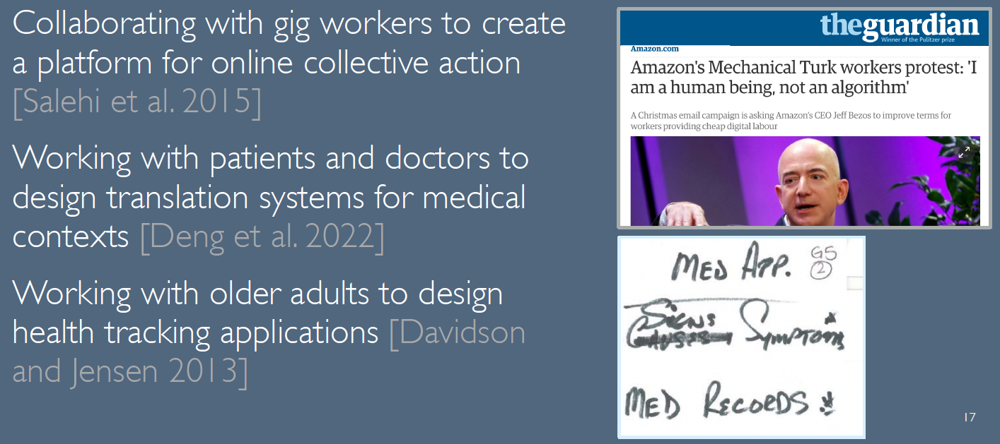 Collaborating with gig workers to create
a platform for online collective action
[Salehi et al. 2015]
Working with patients and doctors to
design translation systems for medical
contexts [Deng et al. 2022]
Working with older adults to design
health tracking applications [Davidson
and Jensen 2013]
theguardian
Winner of the Pulitzer prize
Amazon.com
Amazon's Mechanical Turk workers protest: 'I
am a human being, not an algorithm'
A Christmas email campaign is asking Amazon's CEO Jeff Bezos to improve terms for
workers providing cheap digital labour
MED APP.
G5
2
SIGNS
SYMPTOMS
MED RECORDS
17